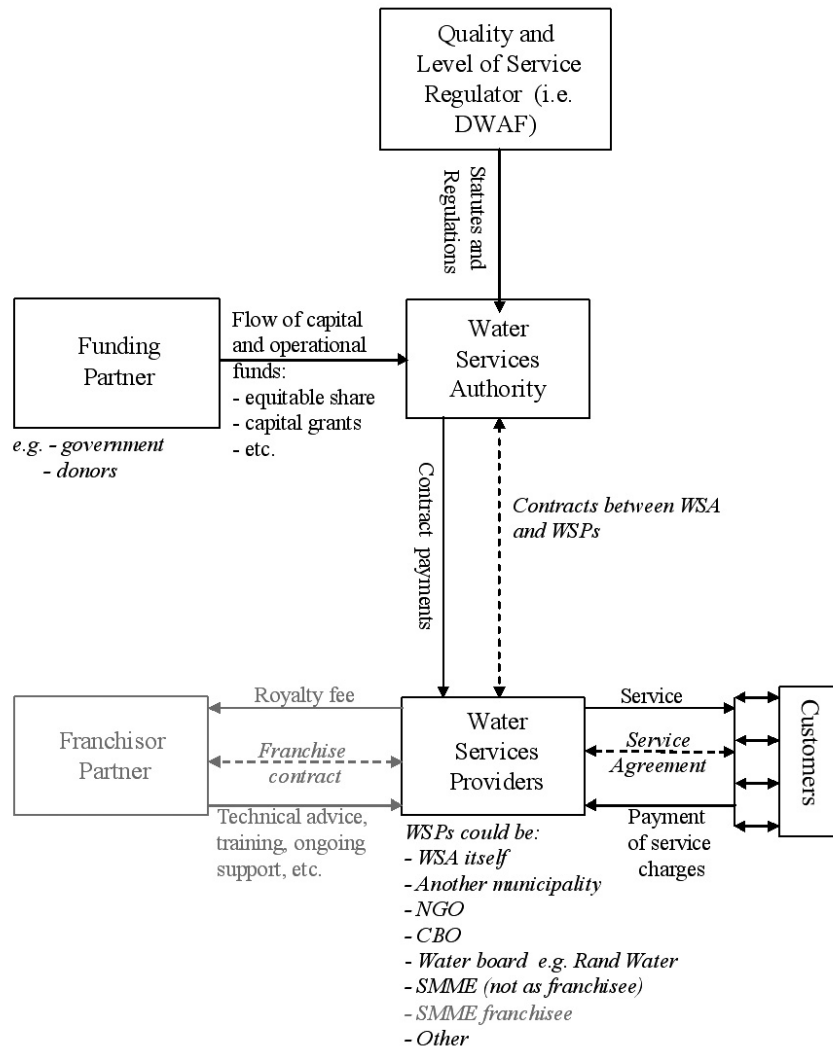 Quality and
Level of Service
Regulator (i.e.
DWAF)
Statutes and
Regulations
Funding
Partner
e.g. - government
- donors
Flow of capital
and operational
funds:
- equitable share
- capital grants
- etc.
Water
Services
Authority
Contract payments
Contracts between WSA
and WSPs
Franchisor
Partner
Royalty fee
Franchise
contract
Technical advice,
training, ongoing
support, etc.
Water
Services
Providers
Service
Service
Agreement
Payment
of service
charges
Customers
WSPs could be:
- WSA itself
- Another municipality
- NGO
- CBO
- Water board e.g. Rand Water
- SMME (not as franchisee)
- SMME franchisee
- Other